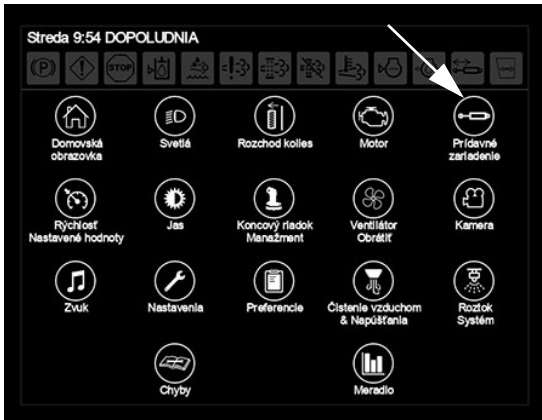 Streda 9:54 DOPOLUDNIA
(P) STOP
Domovská
obrazovka
Svetlá
Rozchod kolies
Motor
Prídavné
zariadenie
Rýchlosť
Nastavené hodnoty
Jas
Koncový riadok
Manažment
Ventilátor
Obrátiť
Kamera
Zvuk
Nastavenia
Preferencie
Čistenie vzduchom
& Napúšťania
Roztok
Systém
Chyby
Meradlo